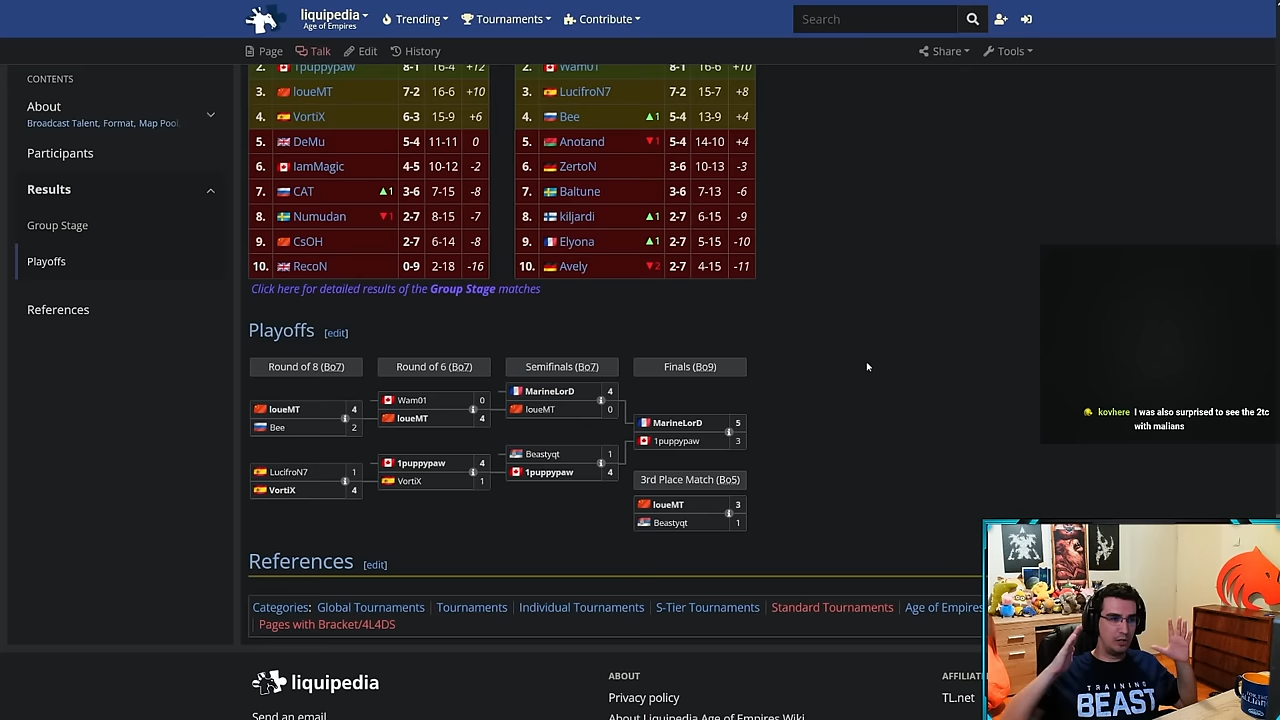 liquipedia
Age of Empires
Trending
Tournaments
Contribute
Search
Page
Talk
Edit
History
Share
Tools
CONTENTS
About
Broadcast Talent, Format, Map Pool
Participants
Results
Group Stage
Playoffs
References
2. 1puppypaw 8-1 16-4 +12
3. loueMT 7-2 16-6 +10
4. VortiX 6-3 15-9 +6
5. DeMu 5-4 11-11 0
6. IamMagic 4-5 10-12 -2
7. CAT ▲1 3-6 7-15 -8
8. Numudan ▼1 2-7 8-15 -7
9. CsOH 2-7 6-14 -8
10. RecoN 0-9 2-18 -16
2. Wam01 8-1 16-6 +10
3. LucifroN7 7-2 15-7 +8
4. Bee ▲1 5-4 13-9 +4
5. Anotand ▼1 5-4 14-10 +4
6. ZertoN 3-6 10-13 -3
7. Baltune 3-6 7-13 -6
8. kiljardi ▲1 2-7 6-15 -9
9. Elyona ▲1 2-7 5-15 -10
10. Avely ▼2 2-7 4-15 -11
Click here for detailed results of the Group Stage matches
Playoffs [edit]
Round of 8 (Bo7)
loueMT 4
Bee 2
LucifroN7 1
VortiX 4
Round of 6 (Bo7)
Wam01 0
loueMT 4
1puppypaw 4
VortiX 1
Semifinals (Bo7)
MarineLorD 4
loueMT 0
Beastyqt 1
1puppypaw 4
Finals (Bo9)
MarineLorD 5
1puppypaw 3
3rd Place Match (Bo5)
loueMT 3
Beastyqt 1
kovhere I was also surprised to see the 2tc
with malians
References [edit]
Categories: Global Tournaments Tournaments Individual Tournaments S-Tier Tournaments Standard Tournaments Age of Empires
Pages with Bracket/4L4DS
liquipedia
Send an email
ABOUT
Privacy policy
About Liquipedia Age of Empires Wiki
AFFILIAT
TL.net
TRAINING
BEAST